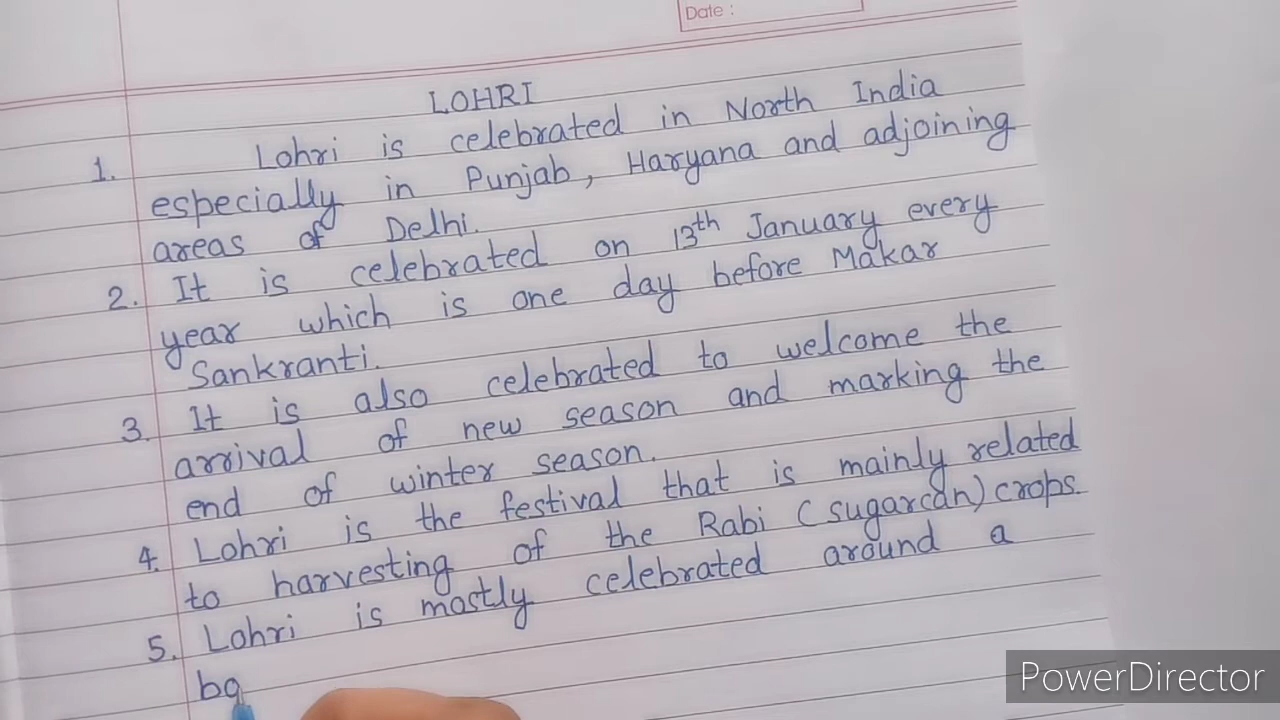 Date :
LOHRI
1. Lohri is celebrated in North India
especially in Punjab, Haryana and adjoining
areas of Delhi.
2. It is celebrated on 13th January every
year which is one day before Makar
Sankranti.
3. It is also celebrated to welcome the
arrival of new season and marking the
end of winter season.
4. Lohri is the festival that is mainly related
to harvesting of the Rabi (sugarcan) crops.
5. Lohri is mostly celebrated around a
bo
PowerDirector